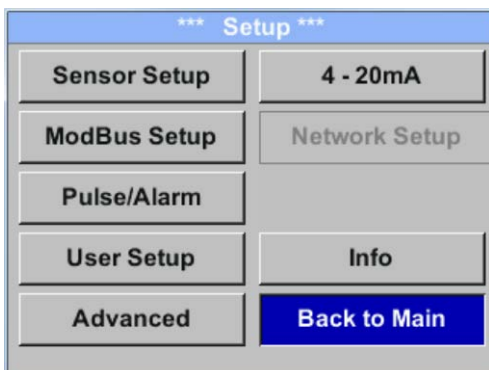 *** Setup ***
Sensor Setup
4 - 20mA
ModBus Setup
Network Setup
Pulse/Alarm
User Setup
Info
Advanced
Back to Main